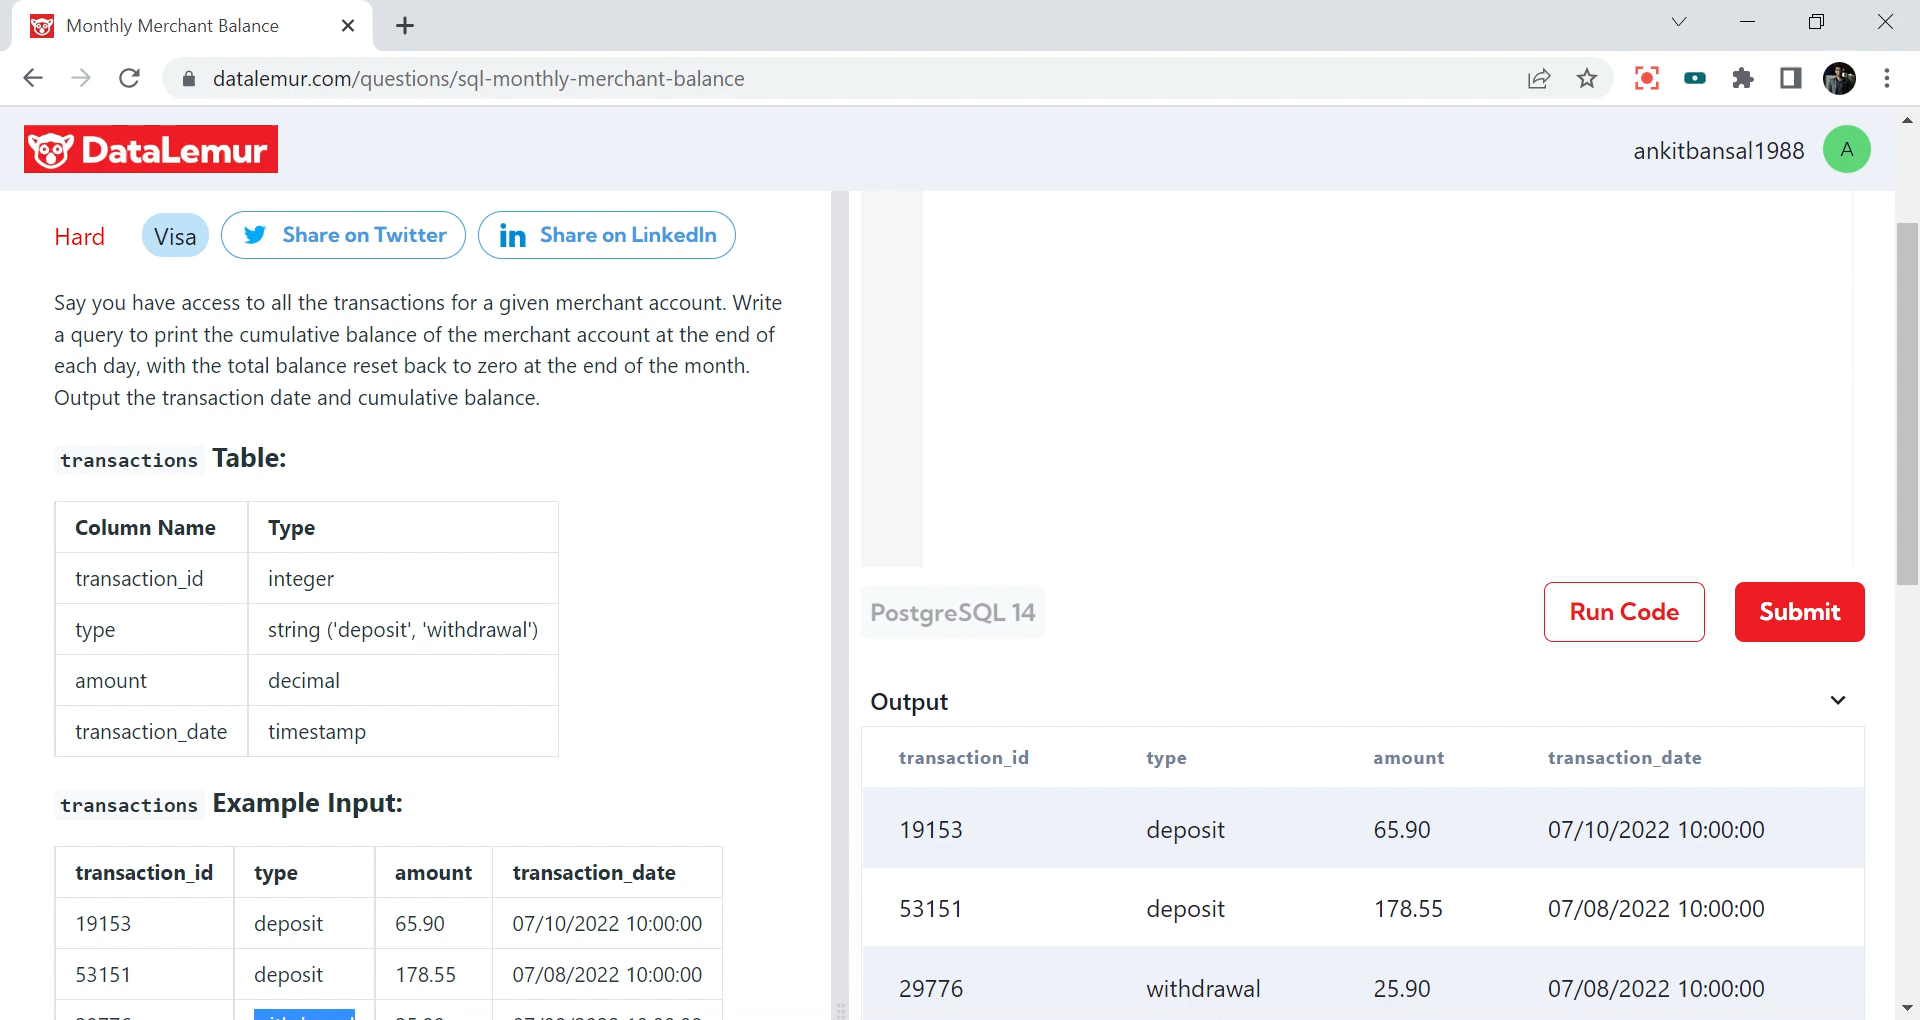 Monthly Merchant Balance
datalemur.com/questions/sql-monthly-merchant-balance
DataLemur
ankitbansal1988 A
Hard Visa Share on Twitter Share on LinkedIn
Say you have access to all the transactions for a given merchant account. Write
a query to print the cumulative balance of the merchant account at the end of
each day, with the total balance reset back to zero at the end of the month.
Output the transaction date and cumulative balance.
transactions Table:
Column Name Type
transaction_id integer
type string ('deposit', 'withdrawal')
amount decimal
transaction_date timestamp
transactions Example Input:
transaction_id type amount transaction_date
19153 deposit 65.90 07/10/2022 10:00:00
53151 deposit 178.55 07/08/2022 10:00:00
PostgreSQL 14
Run Code Submit
Output
transaction_id type amount transaction_date
19153 deposit 65.90 07/10/2022 10:00:00
53151 deposit 178.55 07/08/2022 10:00:00
29776 withdrawal 25.90 07/08/2022 10:00:00